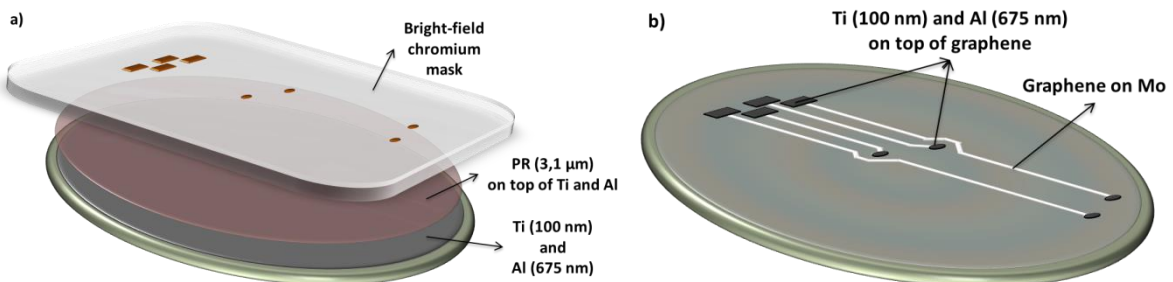 a)
Bright-field
chromium
mask
PR (3,1 µm)
on top of Ti and Al
Ti (100 nm)
and
Al (675 nm)
b)
Ti (100 nm) and Al (675 nm)
on top of graphene
Graphene on Mo